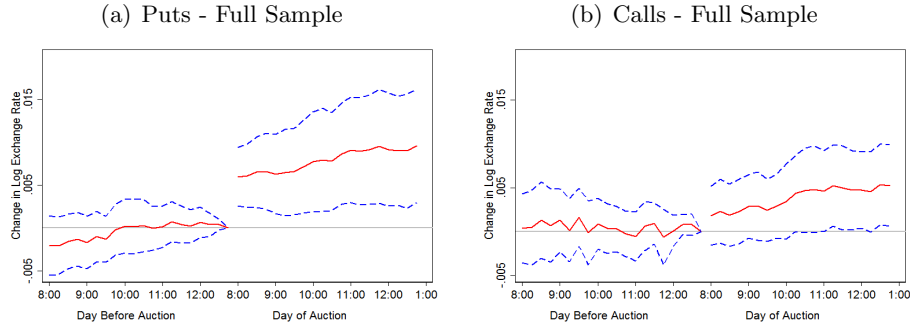 (a) Puts - Full Sample
Change in Log Exchange Rate
.015
.005
-.005
8:00 9:00 10:00 11:00 12:00 8:00 9:00 10:00 11:00 12:00 1:00
Day Before Auction Day of Auction
(b) Calls - Full Sample
Change in Log Exchange Rate
.015
.005
-.005
8:00 9:00 10:00 11:00 12:00 8:00 9:00 10:00 11:00 12:00 1:00
Day Before Auction Day of Auction